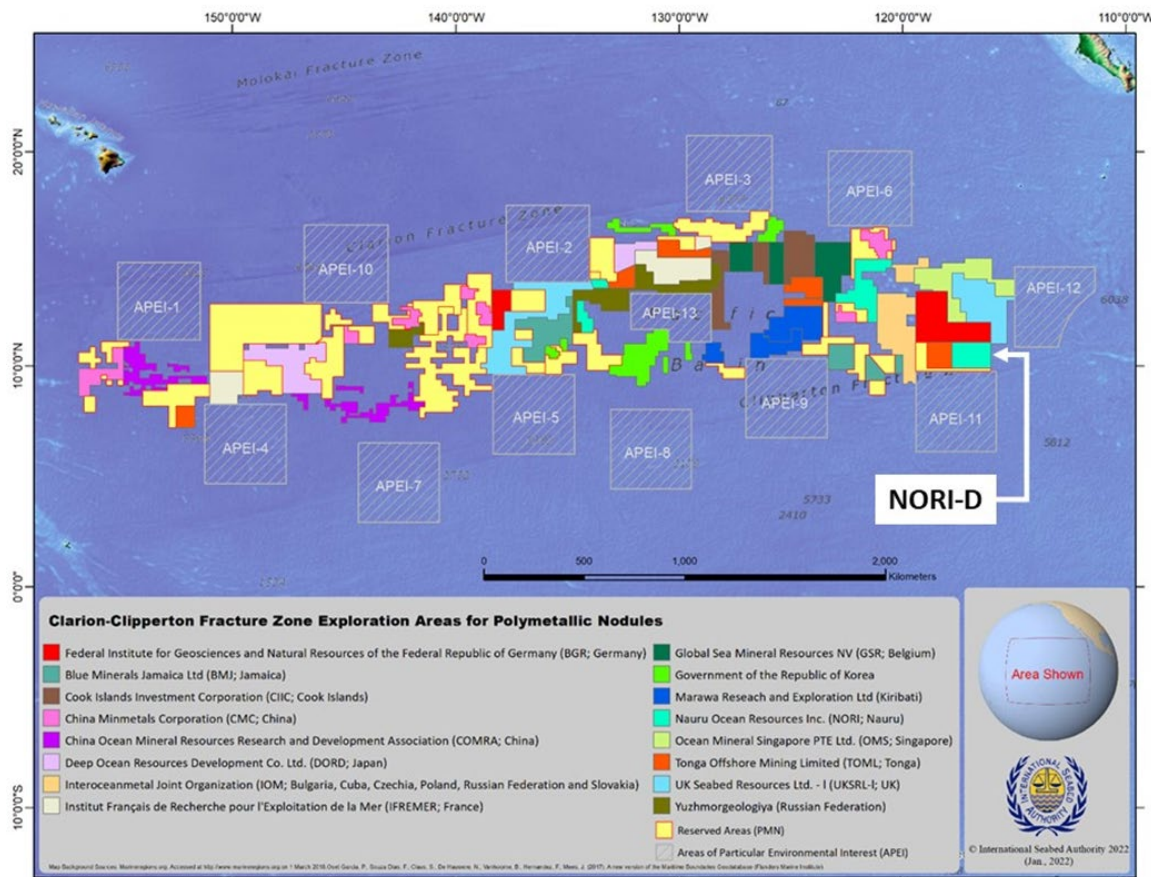 150°0'0"W
140°0'0"W
130°0'0"W
120°0'0"W
110°0'0"W
Molokai Fracture Zone
20°0'0"N
APEI-3
APEI-6
Clarion Fracture Zone
APEI-2
APEI-10
APEI-1
APEI-12
6038
APEI-13
fic
10°0'0"N
Basin
Clipperton Fracture
APEI-9
APEI-5
APEI-11
APEI-4
APEI-8
5812
APEI-7
NORI-D
5733
2410
0
500
1,000
2,000
Kilometers
0°0'0"
Clarion-Clipperton Fracture Zone Exploration Areas for Polymetallic Nodules
Federal Institute for Geosciences and Natural Resources of the Federal Republic of Germany (BGR; Germany)
Blue Minerals Jamaica Ltd (BMJ; Jamaica)
Cook Islands Investment Corporation (CIIC; Cook Islands)
China Minmetals Corporation (CMC; China)
China Ocean Mineral Resources Research and Development Association (COMRA; China)
Deep Ocean Resources Development Co. Ltd. (DORD; Japan)
Interoceanmetal Joint Organization (IOM; Bulgaria, Cuba, Czechia, Poland, Russian Federation and Slovakia)
Institut Français de Recherche pour l'Exploitation de la Mer (IFREMER; France)
Global Sea Mineral Resources NV (GSR; Belgium)
Government of the Republic of Korea
Marawa Reseach and Exploration Ltd (Kiribati)
Nauru Ocean Resources Inc. (NORI; Nauru)
Ocean Mineral Singapore PTE Ltd. (OMS; Singapore)
Tonga Offshore Mining Limited (TOML; Tonga)
UK Seabed Resources Ltd. - I (UKSRL-I; UK)
Yuzhmorgeologiya (Russian Federation)
Reserved Areas (PMN)
Areas of Particular Environmental Interest (APEI)
Area Shown
INTERNATIONAL SEABED AUTHORITY
© International Seabed Authority 2022
(Jan., 2022)
10°0'0"S